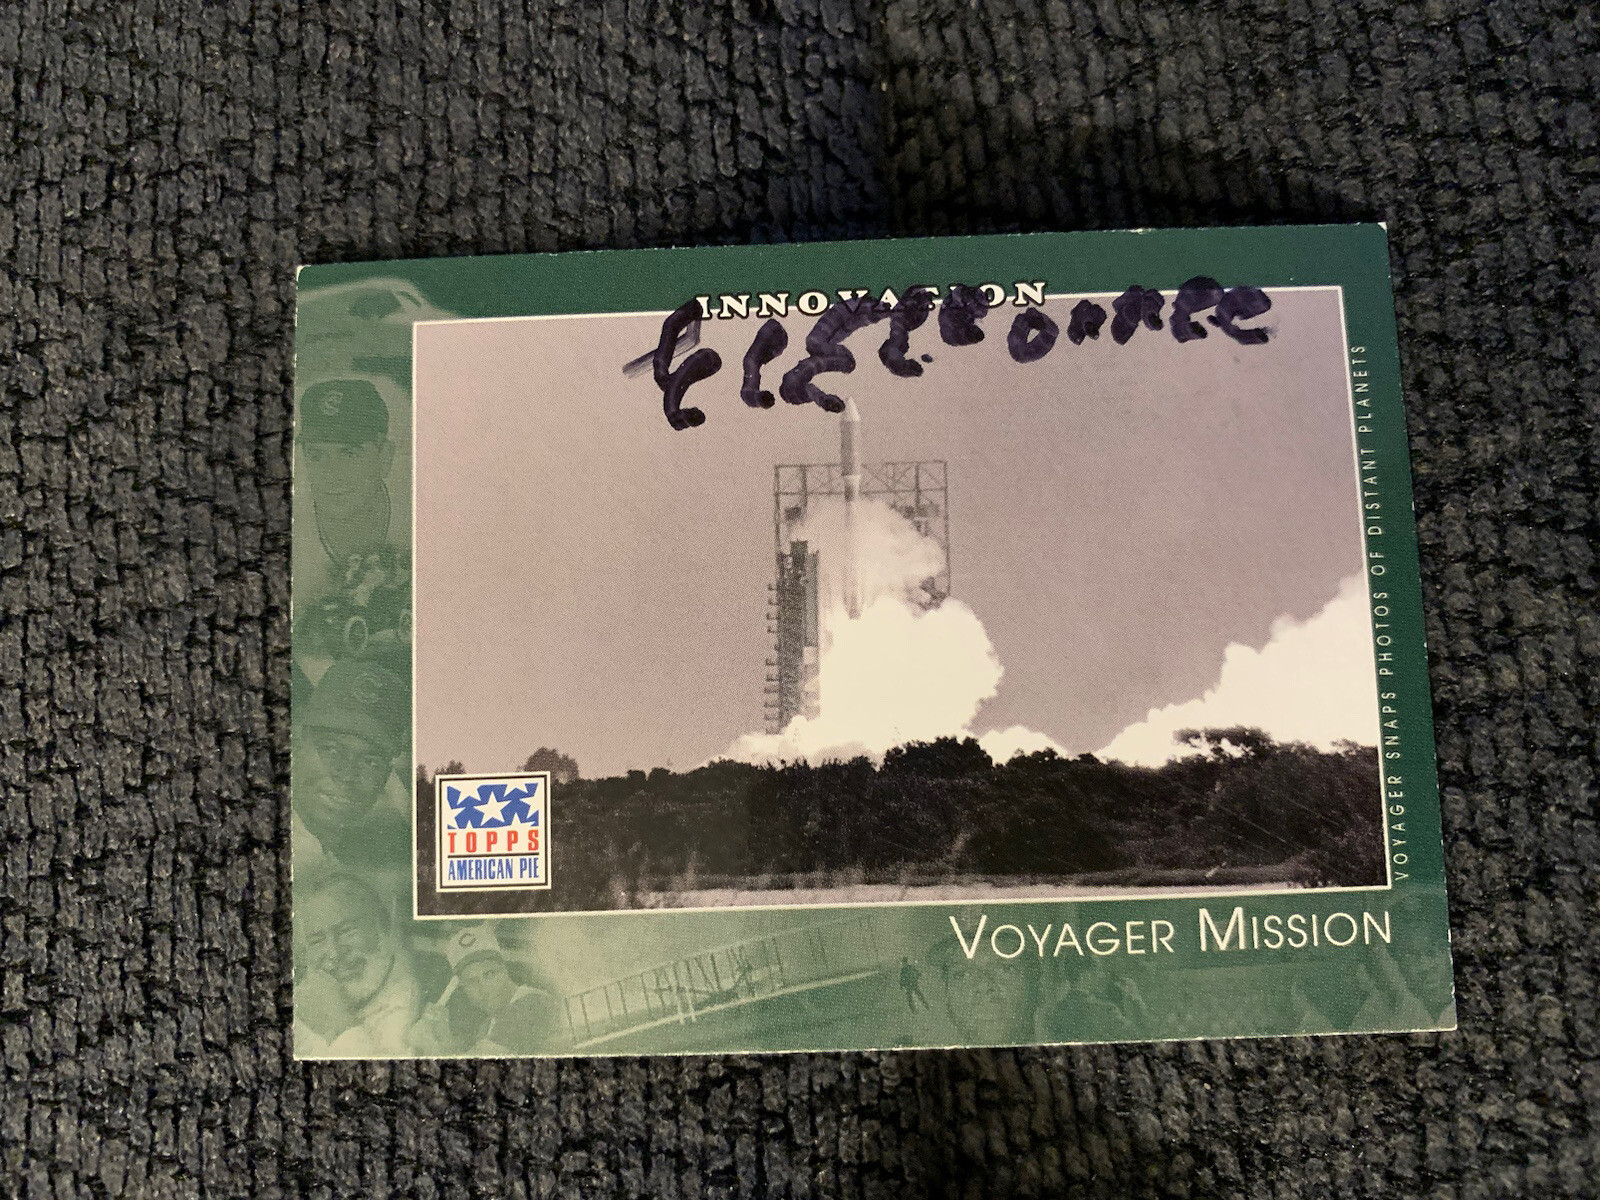 INNOVATION
VOYAGER SNAPS PHOTOS OF DISTANT PLANETS
TOPPS
AMERICAN PIE
VOYAGER MISSION